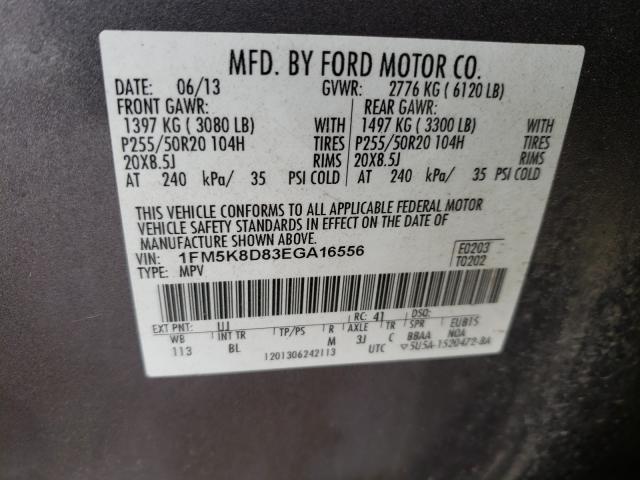 MFD. BY FORD MOTOR CO.
DATE: 06/13 GVWR: 2776 KG ( 6120 LB)
FRONT GAWR: REAR GAWR:
1397 KG ( 3080 LB) WITH 1497 KG ( 3300 LB) WITH
P255/50R20 104H TIRES P255/50R20 104H TIRES
20X8.5J RIMS 20X8.5J RIMS
AT 240 kPa/ 35 PSI COLD AT 240 kPa/ 35 PSI COLD
THIS VEHICLE CONFORMS TO ALL APPLICABLE FEDERAL MOTOR
VEHICLE SAFETY STANDARDS IN EFFECT ON THE DATE OF
MANUFACTURE SHOWN ABOVE.
VIN: 1FM5K8D83EGA16556 E0203
TYPE: MPV T0202
EXT PNT: UJ RC: 41 DSO:
WB INT TR TP/PS R AXLE TR SPR EUBTS
113 BL M 3J C BBAA NOA
1201306242113 UTC ▽5U5A-1520472-BA